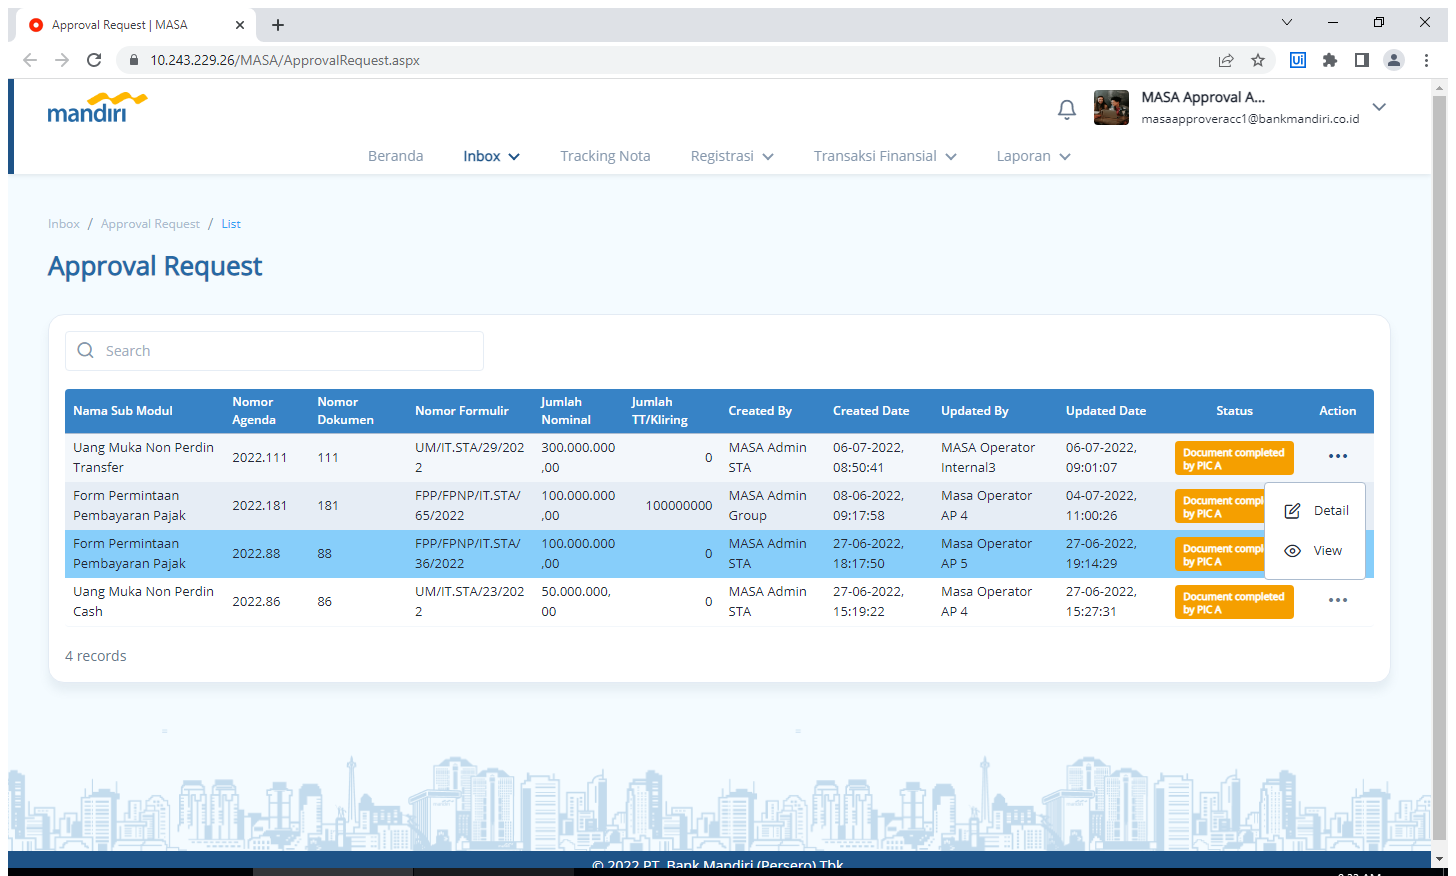 Approval Request | MASA
10.243.229.26/MASA/ApprovalRequest.aspx
Ui
mandiri
MASA Approval A...
masaapproveracc1@bankmandiri.co.id
Beranda Inbox Tracking Nota Registrasi Transaksi Finansial Laporan
Inbox / Approval Request / List
Approval Request
Search
Nama Sub Modul Nomor Agenda Nomor Dokumen Nomor Formulir Jumlah Nominal Jumlah TT/Kliring Created By Created Date Updated By Updated Date Status Action
Uang Muka Non Perdin Transfer 2022.111 111 UM/IT.STA/29/2022 300.000.000,00 0 MASA Admin STA 06-07-2022, 08:50:41 MASA Operator Internal3 06-07-2022, 09:01:07 Document completed by PIC A •••
Form Permintaan Pembayaran Pajak 2022.181 181 FPP/FPNP/IT.STA/65/2022 100.000.000,00 100000000 MASA Admin Group 08-06-2022, 09:17:58 Masa Operator AP 4 04-07-2022, 11:00:26 Document compl by PIC A
Detail
View
Form Permintaan Pembayaran Pajak 2022.88 88 FPP/FPNP/IT.STA/36/2022 100.000.000,00 0 MASA Admin STA 27-06-2022, 18:17:50 Masa Operator AP 5 27-06-2022, 19:14:29 Document compl by PIC A
Uang Muka Non Perdin Cash 2022.86 86 UM/IT.STA/23/2022 50.000.000,00 0 MASA Admin STA 27-06-2022, 15:19:22 Masa Operator AP 4 27-06-2022, 15:27:31 Document completed by PIC A •••
4 records
© 2022 PT. Bank Mandiri (Persero) Tbk